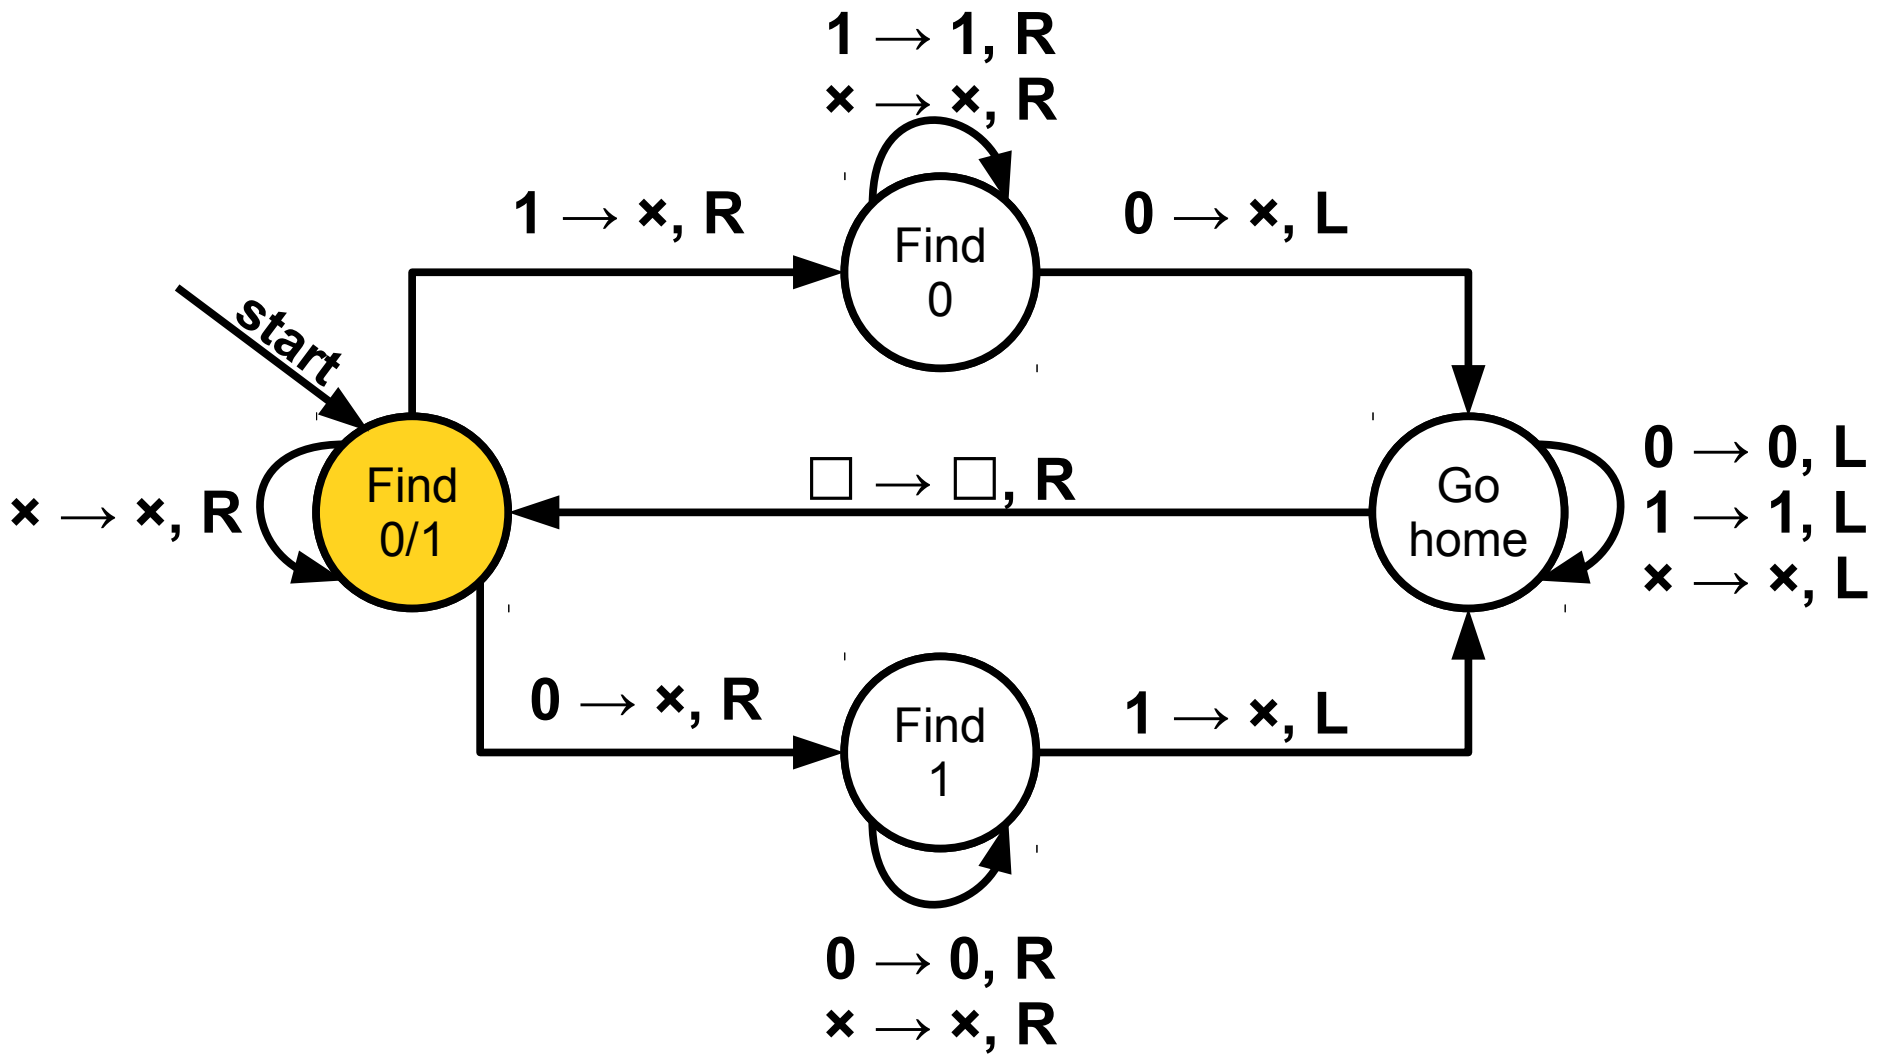 1 → 1, R
× → ×, R
1 → ×, R
0 → ×, L
Find
0
start
Find
0/1
× → ×, R
□ → □, R
Go
home
0 → 0, L
1 → 1, L
× → ×, L
0 → ×, R
Find
1
1 → ×, L
0 → 0, R
× → ×, R